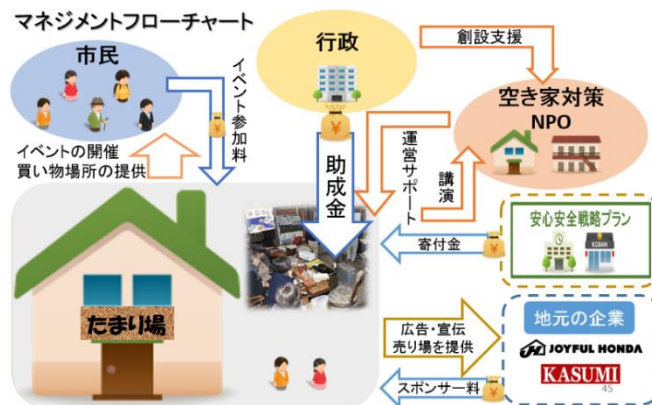 マネジメントフローチャート
市民
行政
創設支援
空き家対策
NPO
イベント参加料
イベントの開催
買い物場所の提供
助成金
運営サポート
講演
安心安全戦略プラン
KOBAN
寄付金
たまり場
広告・宣伝
売り場を提供
地元の企業
JOYFUL HONDA
KASUMI
スポンサー料
45